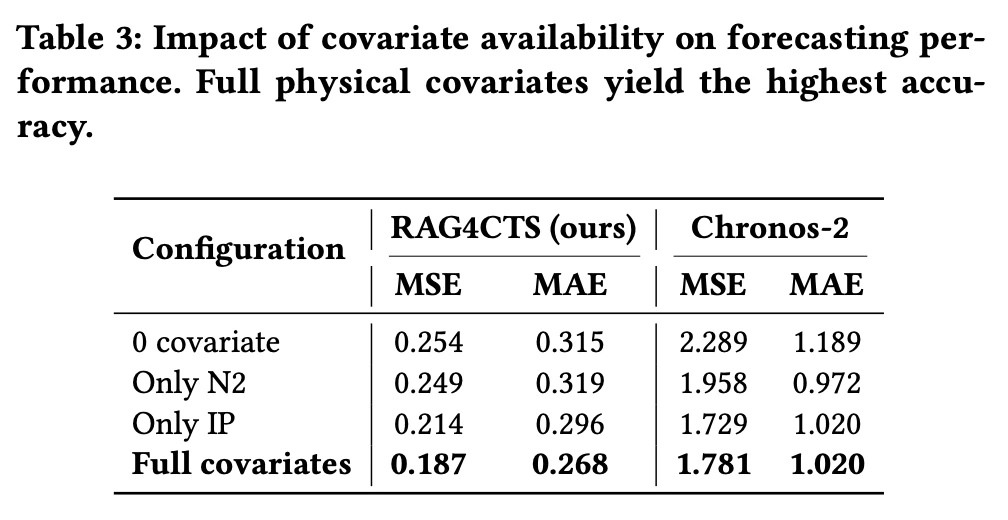 Table 3: Impact of covariate availability on forecasting per-
formance. Full physical covariates yield the highest accu-
racy.
Configuration RAG4CTS (ours) Chronos-2
MSE MAE MSE MAE
0 covariate 0.254 0.315 2.289 1.189
Only N2 0.249 0.319 1.958 0.972
Only IP 0.214 0.296 1.729 1.020
Full covariates 0.187 0.268 1.781 1.020